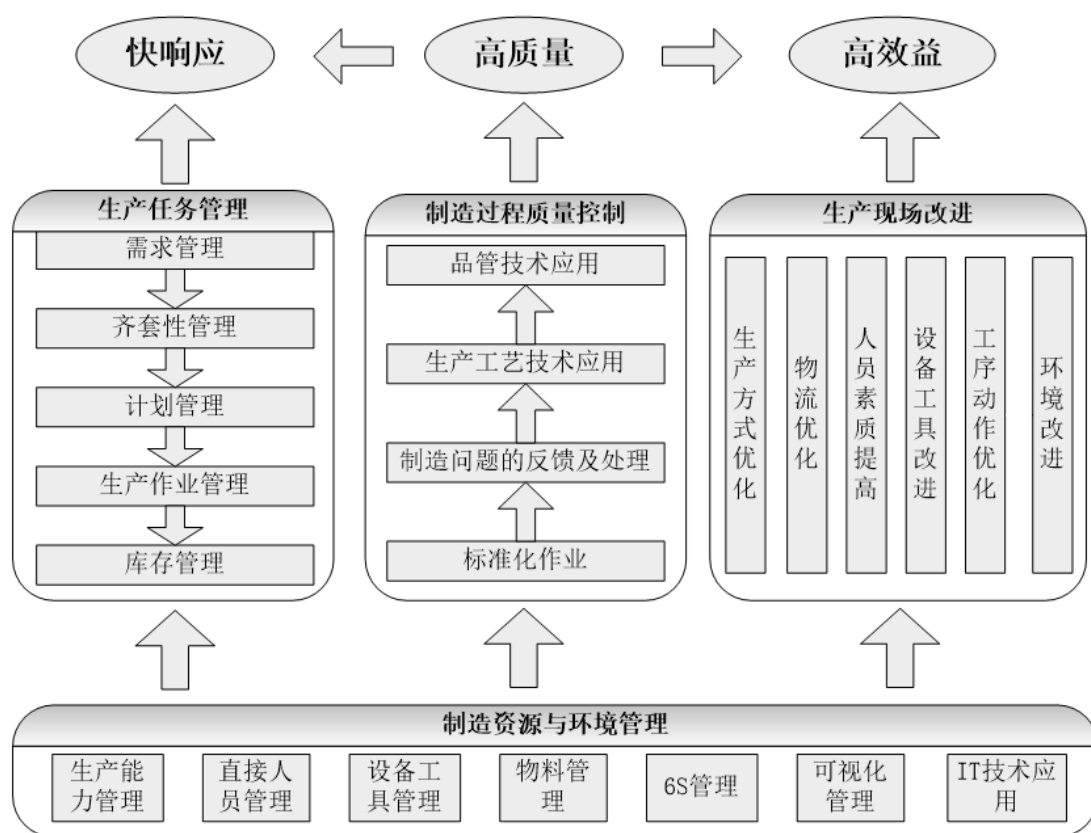 快响应
高质量
高效益
生产任务管理
需求管理
齐套性管理
计划管理
生产作业管理
库存管理
制造过程质量控制
品管技术应用
生产工艺技术应用
制造问题的反馈及处理
标准化作业
生产现场改进
生产方式优化
物流优化
人员素质提高
设备工具改进
工序动作优化
环境改进
制造资源与环境管理
生产能
力管理
直接人
员管理
设备工
具管理
物料管
理
6S管理
可视化
管理
IT技术应
用